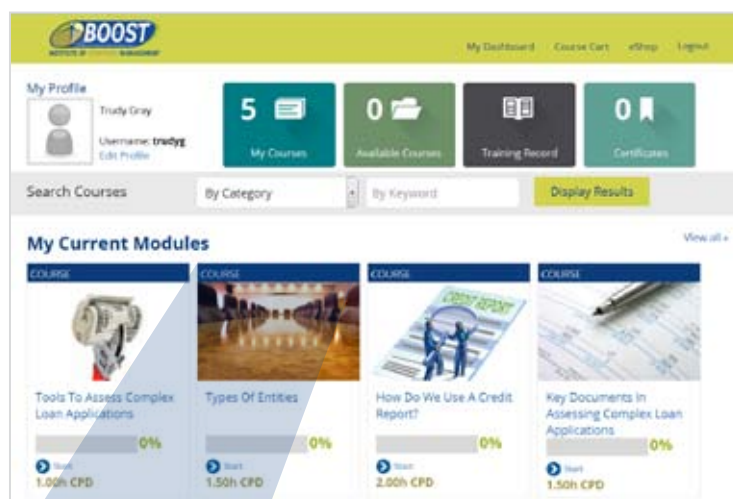 BOOST
INSTITUTE OF MANAGEMENT
My Dashboard Course Cart eShop Logout
My Profile
Trudy Gray
Username: trudyg
Edit Profile
5
My Courses
0
Available Courses
Training Record
0
Certificates
Search Courses
By Category
By Keyword
Display Results
My Current Modules
View all »
COURSE
COURSE
COURSE
COURSE
CREDIT REPORT
Tools To Assess Complex
Loan Applications
Types Of Entities
How Do We Use A Credit
Report?
Key Documents In
Assessing Complex Loan
Applications
0%
0%
0%
0%
Start
Start
Start
Start
1.00h CPD
1.50h CPD
2.00h CPD
1.50h CPD